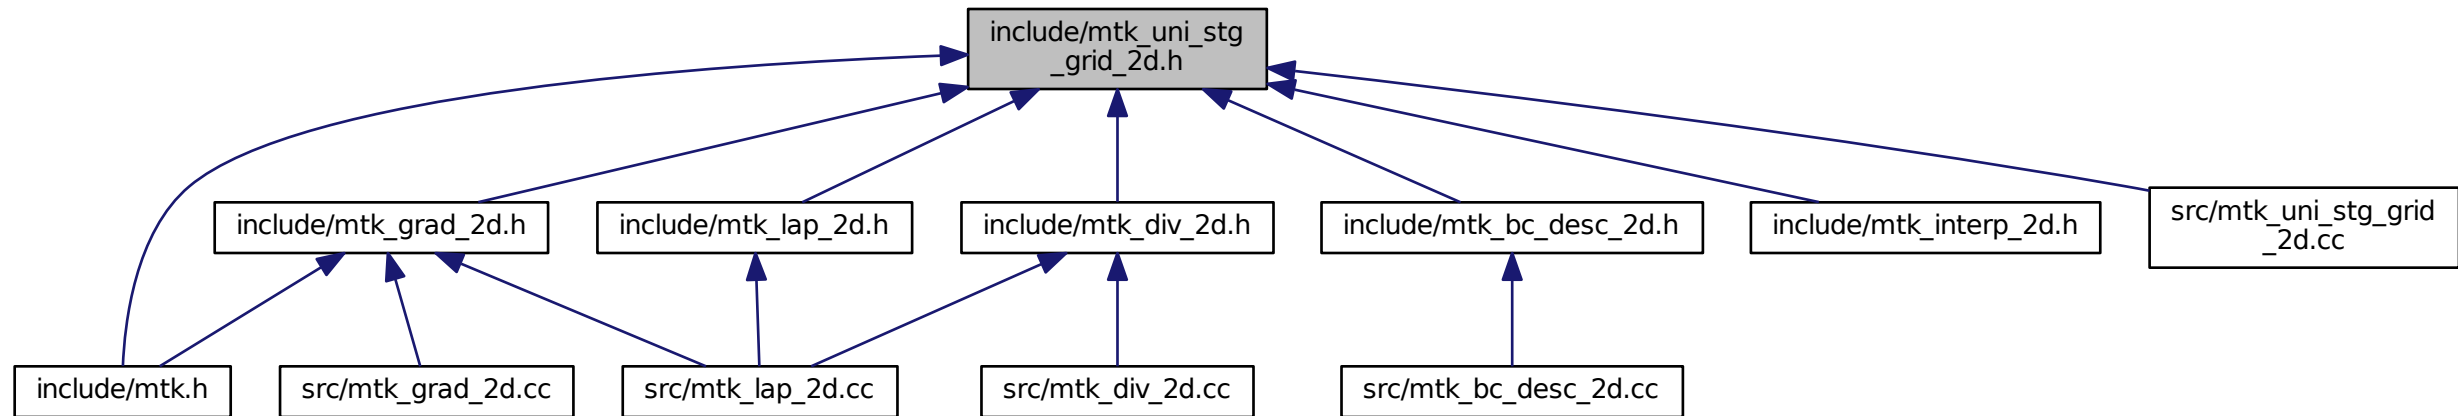 include/mtk_uni_stg
_grid_2d.h
include/mtk_grad_2d.h
include/mtk_lap_2d.h
include/mtk_div_2d.h
include/mtk_bc_desc_2d.h
include/mtk_interp_2d.h
src/mtk_uni_stg_grid
_2d.cc
include/mtk.h
src/mtk_grad_2d.cc
src/mtk_lap_2d.cc
src/mtk_div_2d.cc
src/mtk_bc_desc_2d.cc